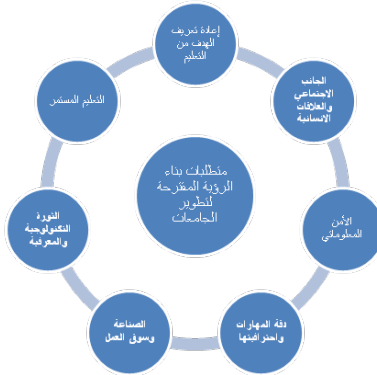 إعادة تعريف
الهدف من
التعليم
الجانب
الاجتماعي
والعلاقات
الانسانية
الأمن
المعلوماتي
دقة المهارات
واحترافيتها
الصناعة
وسوق العمل
الثورة
التكنولوجية
والمعرفية
التعليم المستمر
متطلبات بناء
الرؤية المقترحة
لتطوير
الجامعات